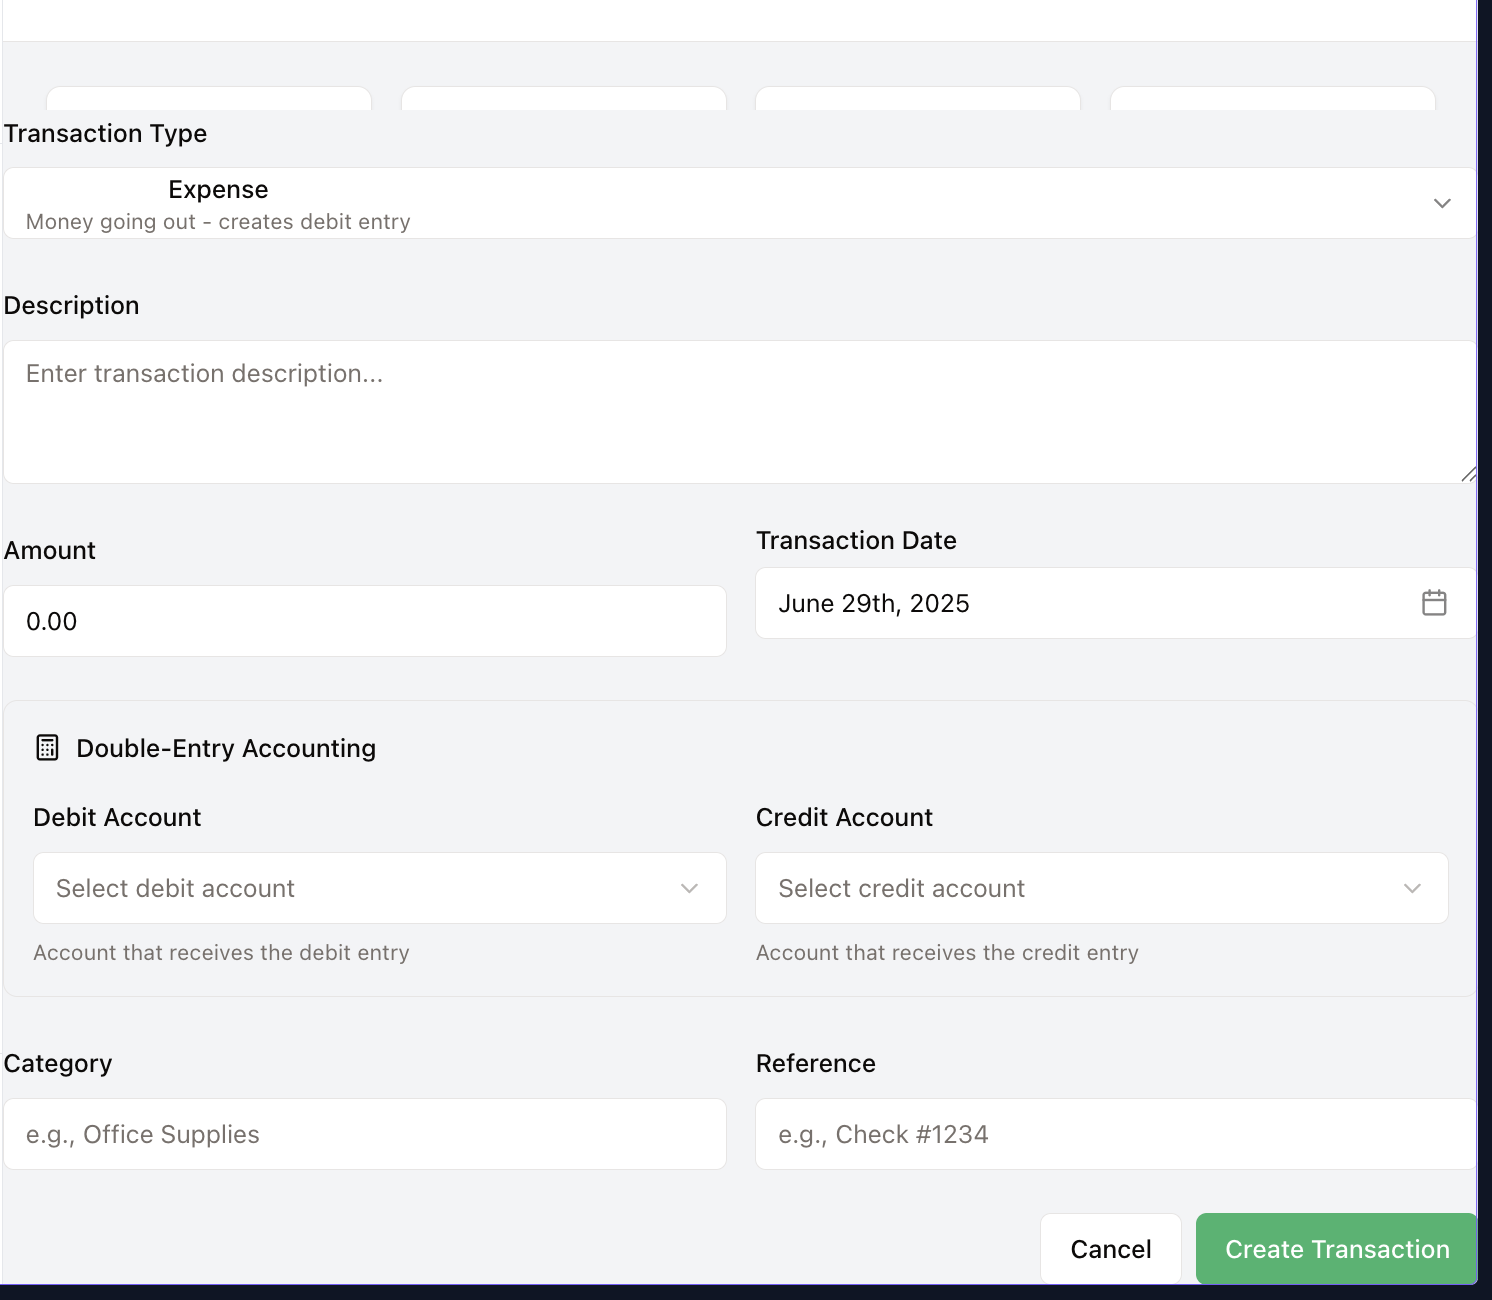 Transaction Type
Expense
Money going out - creates debit entry
Description
Enter transaction description...
Amount
Transaction Date
0.00
June 29th, 2025
Double-Entry Accounting
Debit Account
Credit Account
Select debit account
Select credit account
Account that receives the debit entry
Account that receives the credit entry
Category
Reference
e.g., Office Supplies
e.g., Check #1234
Cancel
Create Transaction